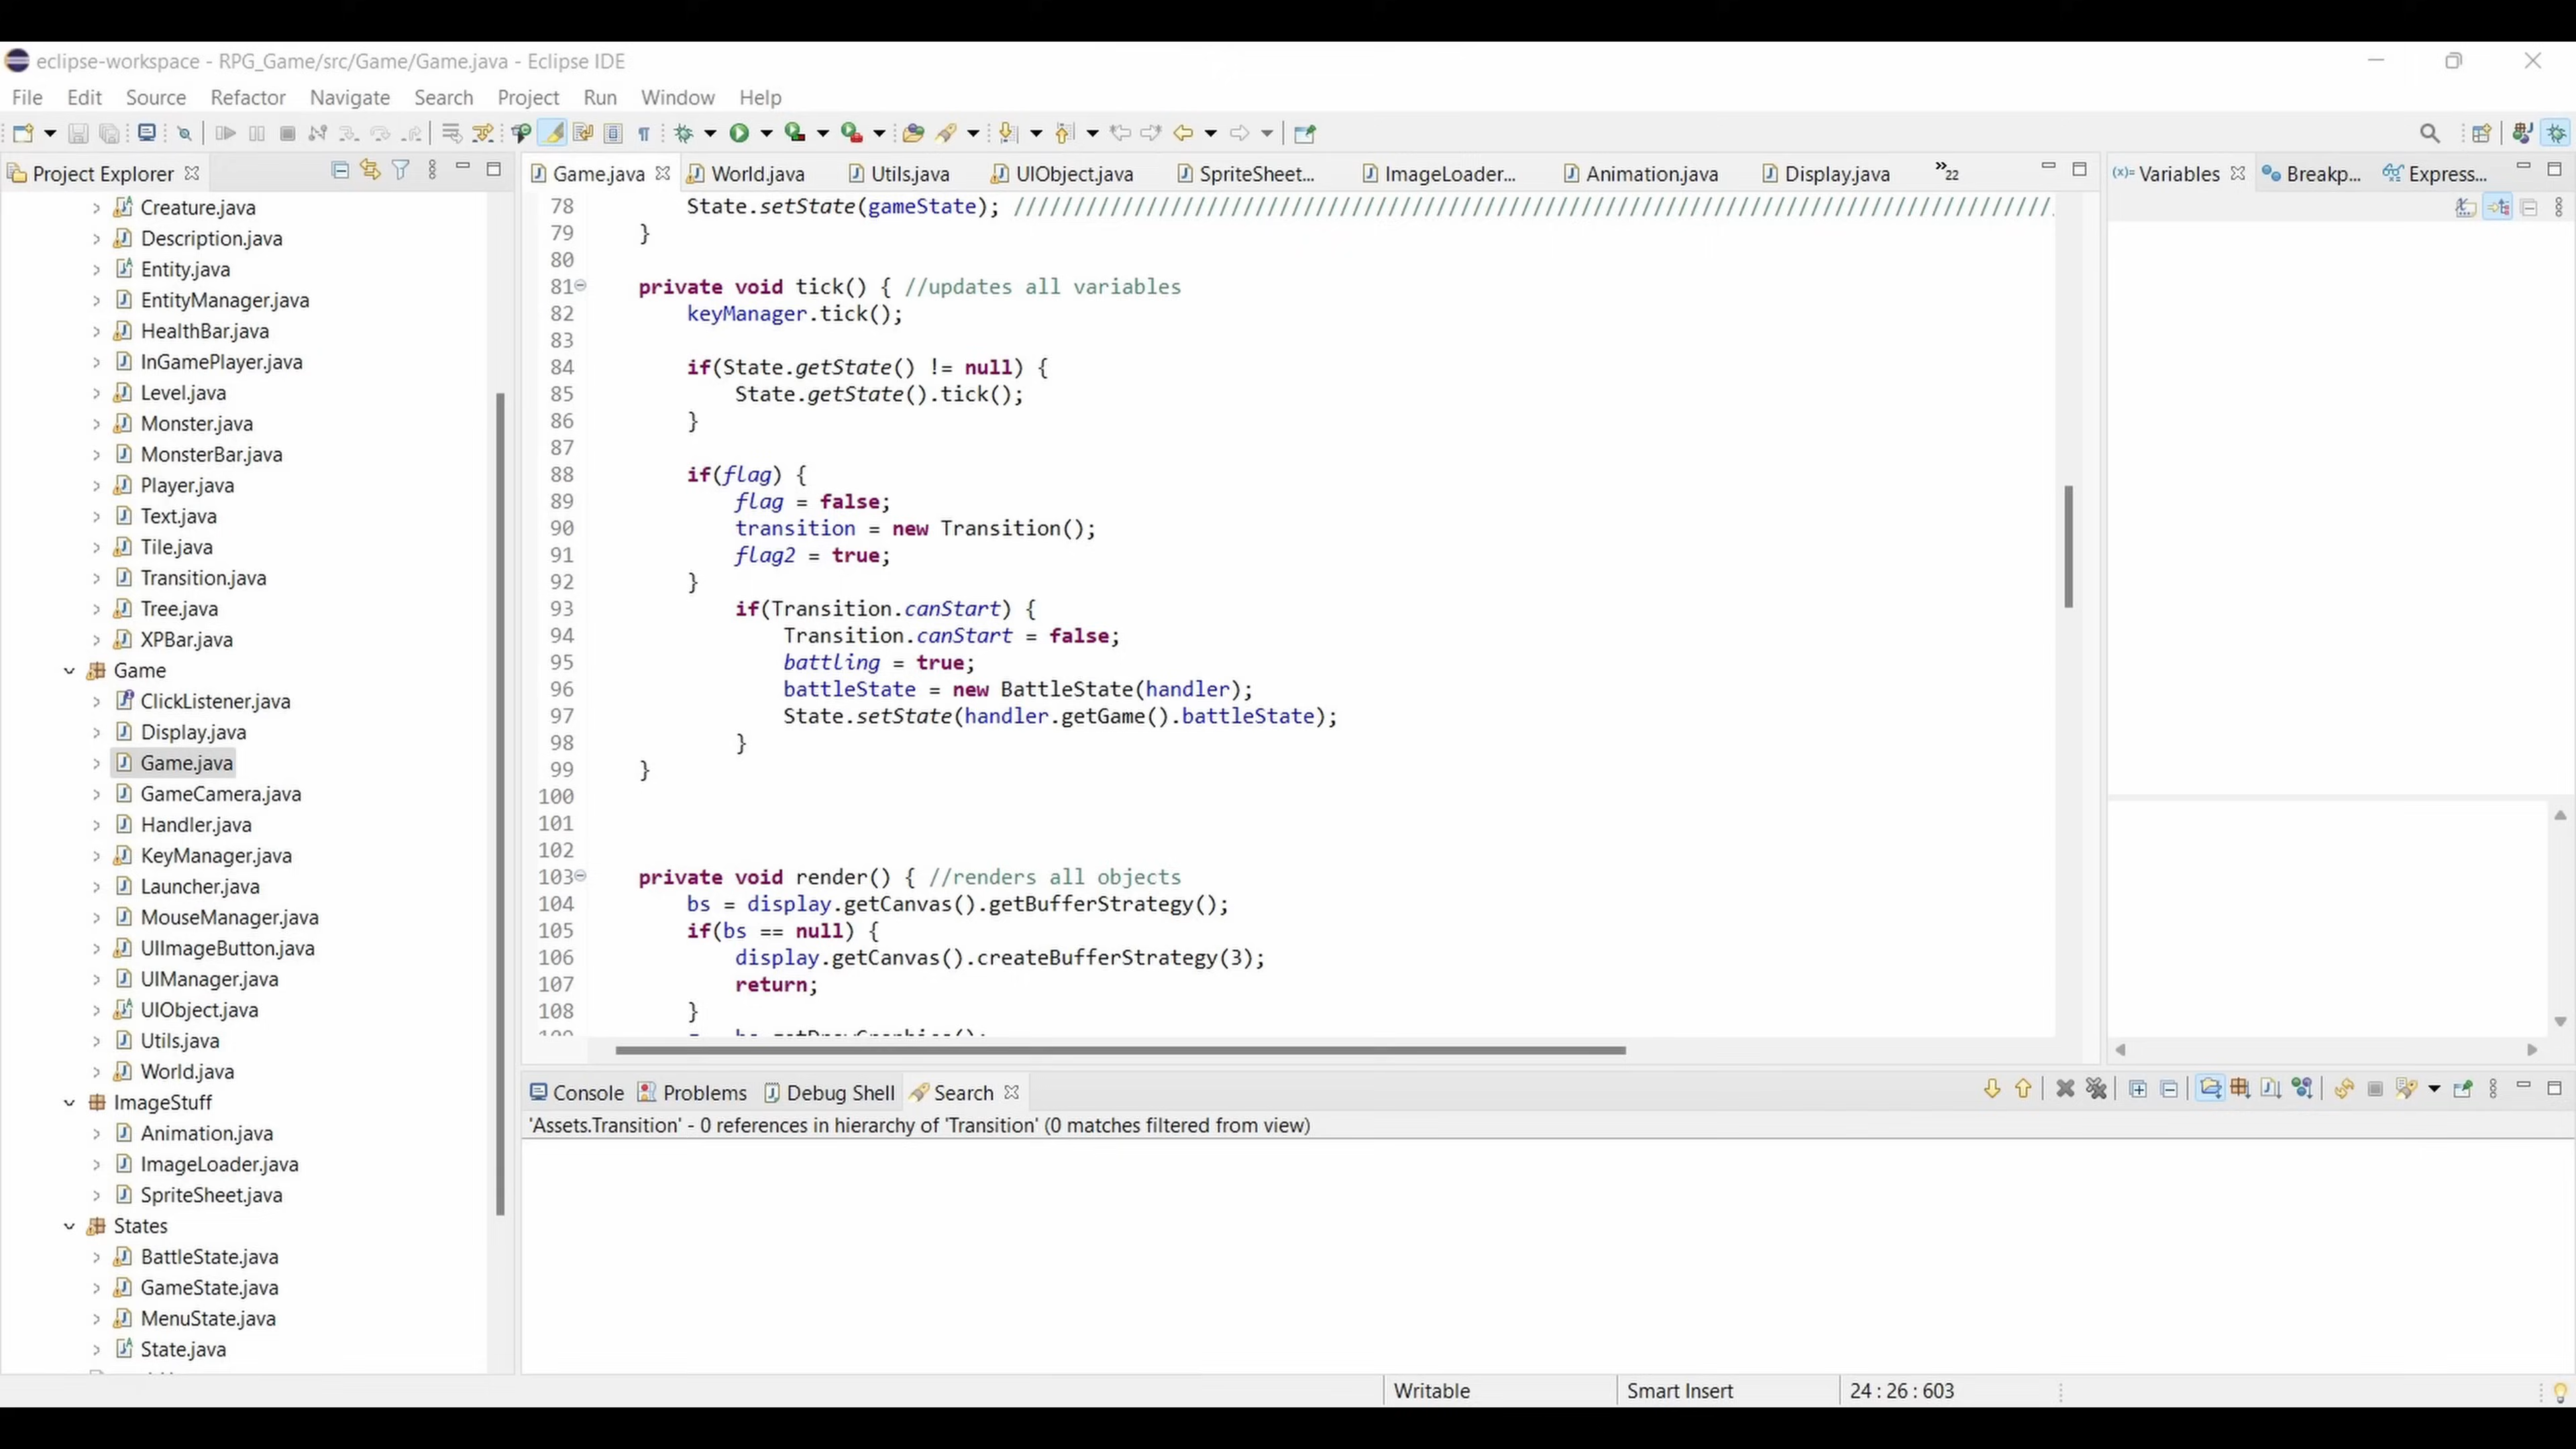 eclipse-workspace - RPG_Game/src/Game/Game.java - Eclipse IDE
File Edit Source Refactor Navigate Search Project Run Window Help
Project Explorer
Creature.java
Description.java
Entity.java
EntityManager.java
HealthBar.java
InGamePlayer.java
Level.java
Monster.java
MonsterBar.java
Player.java
Text.java
Tile.java
Transition.java
Tree.java
XPBar.java
Game
ClickListener.java
Display.java
Game.java
GameCamera.java
Handler.java
KeyManager.java
Launcher.java
MouseManager.java
UIImageButton.java
UIManager.java
UIObject.java
Utils.java
World.java
ImageStuff
Animation.java
ImageLoader.java
SpriteSheet.java
States
BattleState.java
GameState.java
MenuState.java
State.java
Game.java World.java Utils.java UIObject.java SpriteSheet... ImageLoader... Animation.java Display.java »22
78 State.setState(gameState); //////////////////////////////////////////////////////////////////////////////////////
79 }
80
81 private void tick() { //updates all variables
82 keyManager.tick();
83
84 if(State.getState() != null) {
85 State.getState().tick();
86 }
87
88 if(flag) {
89 flag = false;
90 transition = new Transition();
91 flag2 = true;
92 }
93 if(Transition.canStart) {
94 Transition.canStart = false;
95 battling = true;
96 battleState = new BattleState(handler);
97 State.setState(handler.getGame().battleState);
98 }
99 }
100
101
102
103 private void render() { //renders all objects
104 bs = display.getCanvas().getBufferStrategy();
105 if(bs == null) {
106 display.getCanvas().createBufferStrategy(3);
107 return;
108 }
(x)= Variables Breakp... Express...
Console Problems Debug Shell Search
'Assets.Transition' - 0 references in hierarchy of 'Transition' (0 matches filtered from view)
Writable Smart Insert 24 : 26 : 603